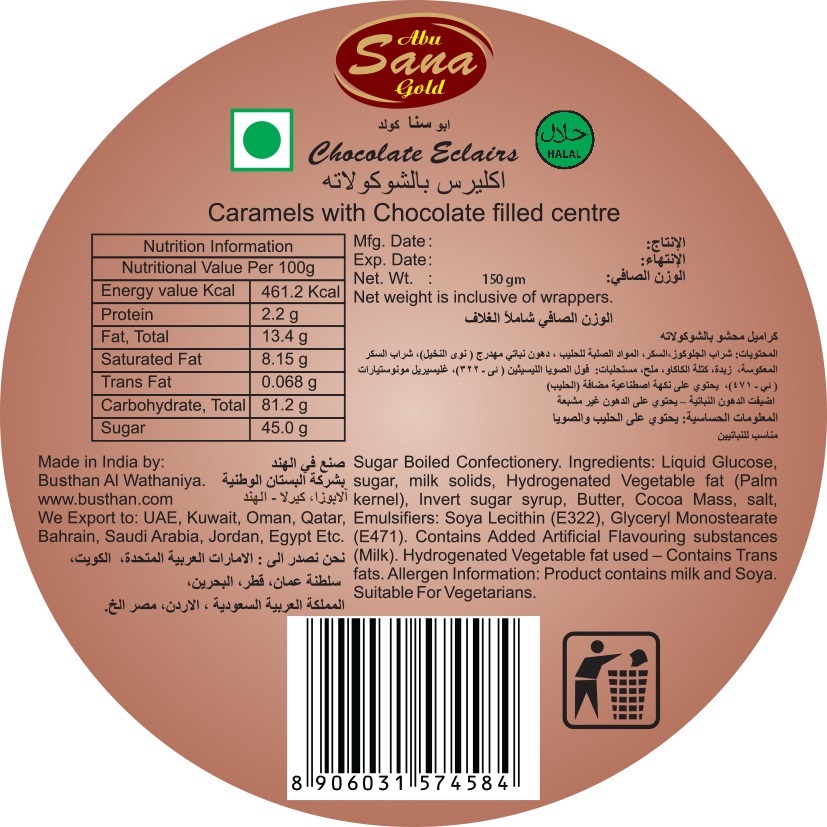 Abu
Sana
Gold
ابو سنا كولد
Chocolate Eclairs
حلال
HALAL
اكليرس بالشوكولاته
Caramels with Chocolate filled centre
Nutrition Information
Nutritional Value Per 100g
Energy value Kcal 461.2 Kcal
Protein 2.2 g
Fat, Total 13.4 g
Saturated Fat 8.15 g
Trans Fat 0.068 g
Carbohydrate, Total 81.2 g
Sugar 45.0 g
Mfg. Date : الإنتاج:
Exp. Date: الإنتهاء:
Net. Wt. : 150 gm الوزن الصافي:
Net weight is inclusive of wrappers.
الوزن الصافي شاملاً الغلاف
كراميل محشو بالشوكولاته
المحتويات: شراب الجلوكوز،السكر، المواد الصلبة للحليب ، دهون نباتي مهدرج ( نوى النخيل)، شراب السكر
المعكوسة، زبدة، كتلة الكاكاو، ملح، مستحلبات: فول الصويا الليسيثين ( ئي - ٣٢٢)، غليسيريل مونوستيارات
( ئي - ٤٧١)، يحتوي على نكهة اصطناعية مضافة (الحليب)
اضيفت الدهون النباتية – يحتوي على الدهون غير مشبعة
المعلومات الحساسية: يحتوي على الحليب والصويا
مناسب للنباتيين
Made in India by: صنع في الهند
Busthan Al Wathaniya. بشركة البستان الوطنية
www.busthan.com الابوزا، كيرلا - الهند
We Export to: UAE, Kuwait, Oman, Qatar,
Bahrain, Saudi Arabia, Jordan, Egypt Etc.
نحن نصدر الى : الامارات العربية المتحدة، الكويت،
سلطنة عمان، قطر، البحرين،
المملكة العربية السعودية ، الاردن، مصر الخ.
Sugar Boiled Confectionery. Ingredients: Liquid Glucose,
sugar, milk solids, Hydrogenated Vegetable fat (Palm
kernel), Invert sugar syrup, Butter, Cocoa Mass, salt,
Emulsifiers: Soya Lecithin (E322), Glyceryl Monostearate
(E471). Contains Added Artificial Flavouring substances
(Milk). Hydrogenated Vegetable fat used – Contains Trans
fats. Allergen Information: Product contains milk and Soya.
Suitable For Vegetarians.
8 906031 574584